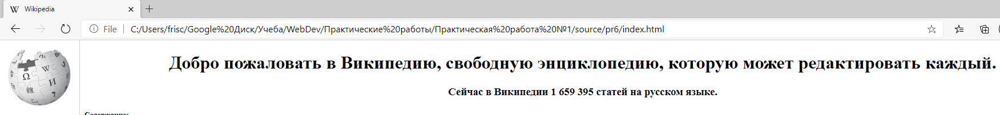 Wikipedia
File C:/Users/frisc/Google%20Диск/Учеба/WebDev/Практические%20работы/Практическая%20работа%20№1/source/pr6/index.html
Добро пожаловать в Википедию, свободную энциклопедию, которую может редактировать каждый.
Сейчас в Википедии 1 659 395 статей на русском языке.
Содержание: